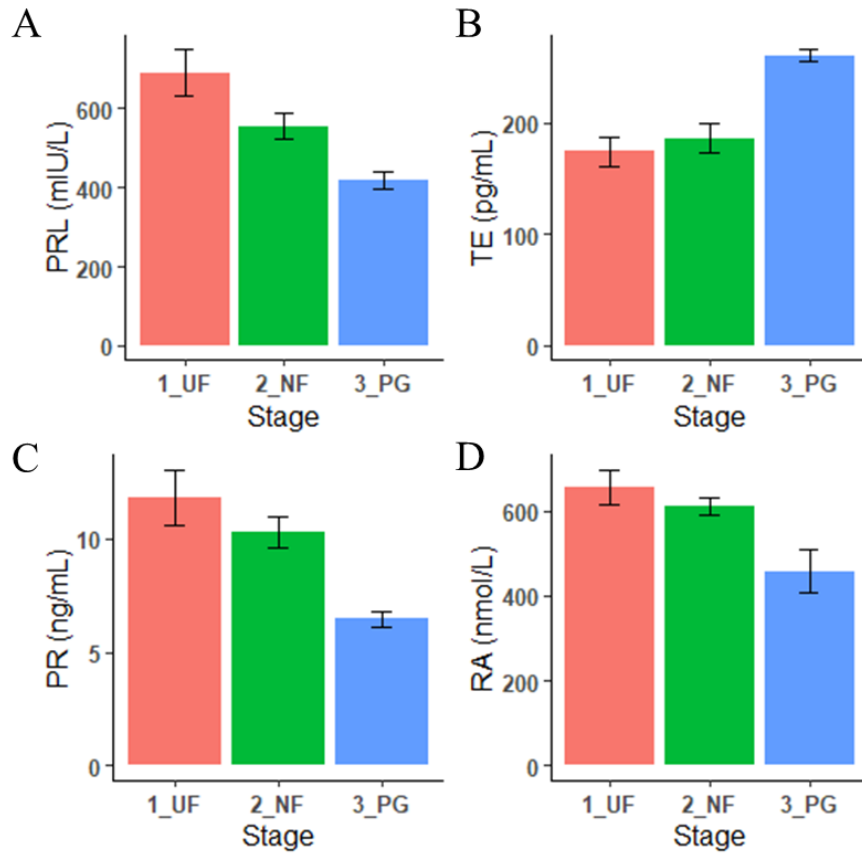 A
PRL (mIU/L)
600
400
200
0
1_UF 2_NF 3_PG
Stage
B
TE (pg/mL)
200
100
0
1_UF 2_NF 3_PG
Stage
C
PR (ng/mL)
10
5
0
1_UF 2_NF 3_PG
Stage
D
RA (nmol/L)
600
400
200
0
1_UF 2_NF 3_PG
Stage